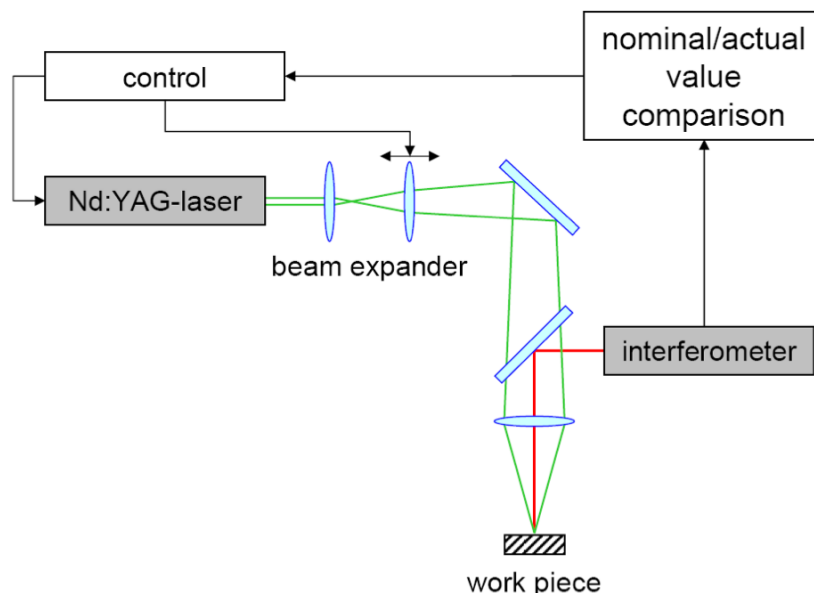 control
nominal/actual
value
comparison
Nd:YAG-laser
beam expander
interferometer
work piece